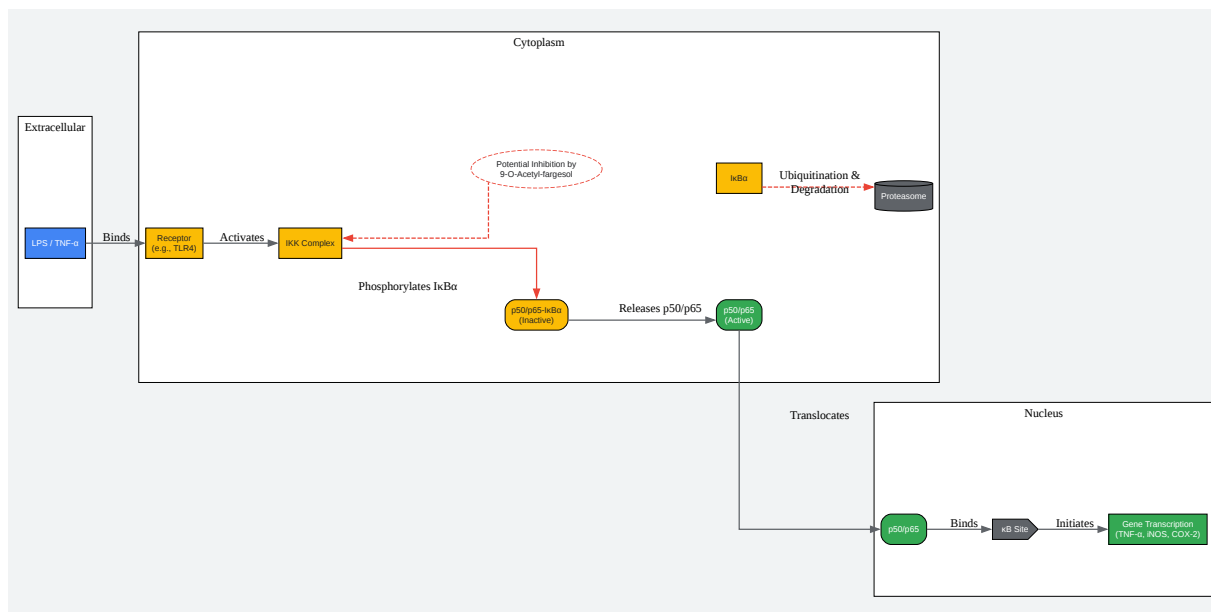 Cytoplasm
Extracellular
Potential Inhibition by
9-O-Acetyl-fargesol
IκBα
Ubiquitination &
Degradation
Proteasome
LPS / TNF-α
Binds
Receptor
(e.g., TLR4)
Activates
IKK Complex
Phosphorylates IκBα
p50/p65-IκBα
(Inactive)
Releases p50/p65
p50/p65
(Active)
Translocates
Nucleus
p50/p65
Binds
κB Site
Initiates
Gene Transcription
(TNF-α, iNOS, COX-2)